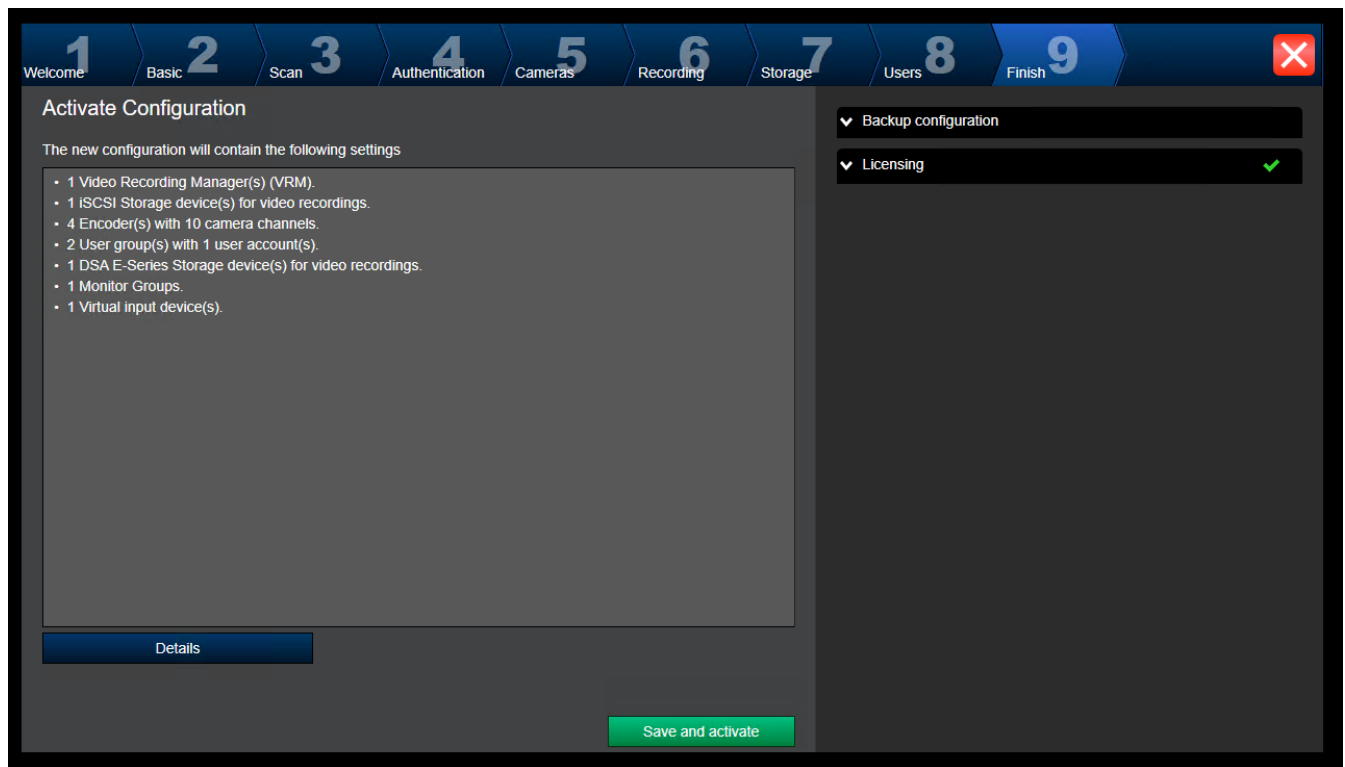 1 Welcome
2 Basic
3 Scan
4 Authentication
5 Cameras
6 Recording
7 Storage
8 Users
9 Finish
Activate Configuration
The new configuration will contain the following settings
• 1 Video Recording Manager(s) (VRM).
• 1 iSCSI Storage device(s) for video recordings.
• 4 Encoder(s) with 10 camera channels.
• 2 User group(s) with 1 user account(s).
• 1 DSA E-Series Storage device(s) for video recordings.
• 1 Monitor Groups.
• 1 Virtual input device(s).
Details
Save and activate
Backup configuration
Licensing